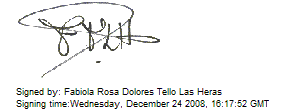 Signed by: Fabiola Rosa Dolores Tello Las Heras
Signing time:Wednesday, December 24 2008, 16:17:52 GMT